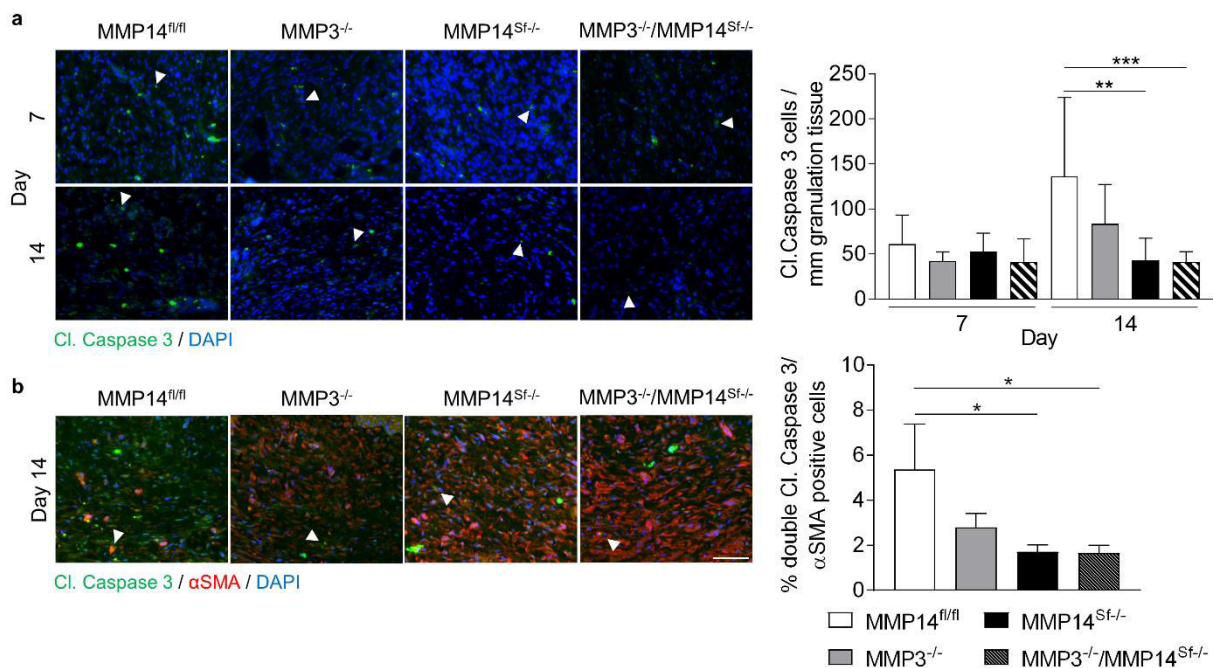 a
MMP14fl/fl MMP3-/- MMP14Sf-/- MMP3-/-/MMP14Sf-/-
Day
7
14
Cl. Caspase 3 / DAPI
Cl.Caspase 3 cells /
mm granulation tissue
250
200
150
100
50
0
***
**
7 14
Day
b
MMP14fl/fl MMP3-/- MMP14Sf-/- MMP3-/-/MMP14Sf-/-
Day 14
Cl. Caspase 3 / αSMA / DAPI
% double Cl. Caspase 3/
αSMA positive cells
10
8
6
4
2
0
*
*
MMP14fl/fl MMP14Sf-/-
MMP3-/- MMP3-/-/MMP14Sf-/-